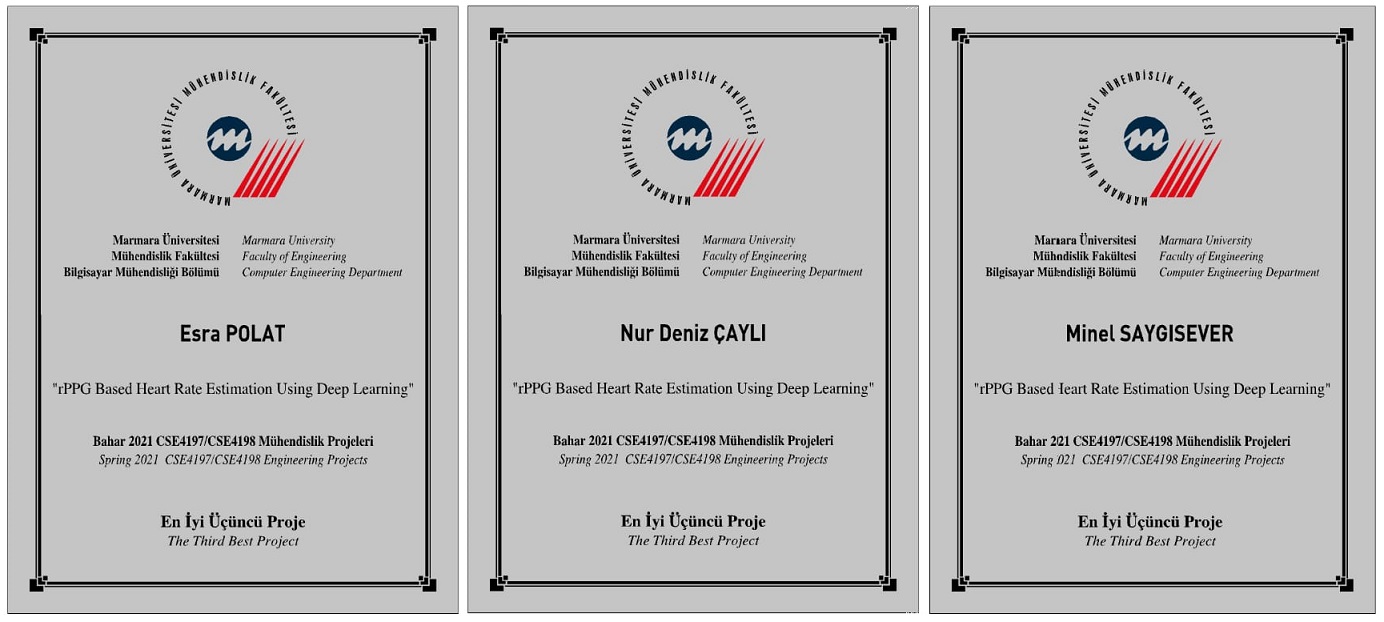 MARMARA ÜNİVERSİTESİ MÜHENDİSLİK FAKÜLTESİ
m
Marmara Üniversitesi Marmara University
Mühendislik Fakültesi Faculty of Engineering
Bilgisayar Mühendisliği Bölümü Computer Engineering Department
Esra POLAT
"rPPG Based Heart Rate Estimation Using Deep Learning"
Bahar 2021 CSE4197/CSE4198 Mühendislik Projeleri
Spring 2021 CSE4197/CSE4198 Engineering Projects
En İyi Üçüncü Proje
The Third Best Project
MARMARA ÜNİVERSİTESİ MÜHENDİSLİK FAKÜLTESİ
m
Marmara Üniversitesi Marmara University
Mühendislik Fakültesi Faculty of Engineering
Bilgisayar Mühendisliği Bölümü Computer Engineering Department
Nur Deniz ÇAYLI
"rPPG Based Heart Rate Estimation Using Deep Learning"
Bahar 2021 CSE4197/CSE4198 Mühendislik Projeleri
Spring 2021 CSE4197/CSE4198 Engineering Projects
En İyi Üçüncü Proje
The Third Best Project
MARMARA ÜNİVERSİTESİ MÜHENDİSLİK FAKÜLTESİ
m
Marmara Üniversitesi Marmara University
Mühendislik Fakültesi Faculty of Engineering
Bilgisayar Mühendisliği Bölümü Computer Engineering Department
Minel SAYGISEVER
"rPPG Based Heart Rate Estimation Using Deep Learning"
Bahar 2021 CSE4197/CSE4198 Mühendislik Projeleri
Spring 2021 CSE4197/CSE4198 Engineering Projects
En İyi Üçüncü Proje
The Third Best Project